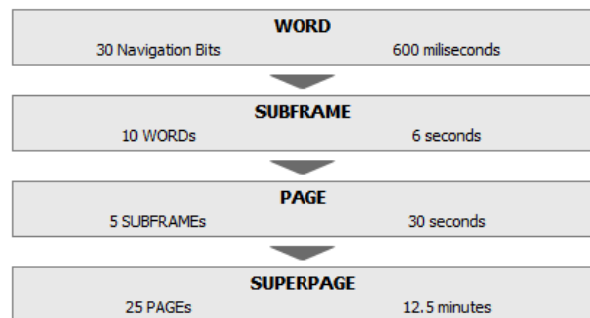 WORD
30 Navigation Bits 600 miliseconds
SUBFRAME
10 WORDs 6 seconds
PAGE
5 SUBFRAMEs 30 seconds
SUPERPAGE
25 PAGEs 12.5 minutes